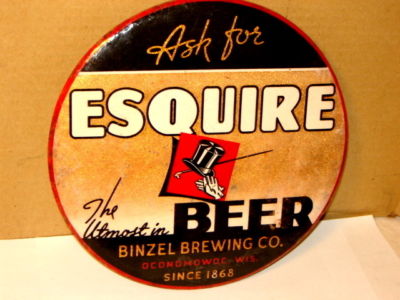 Ask for
ESQUIRE
The
Utmost in BEER
BINZEL BREWING CO.
OCONOMOWOC-WIS.
SINCE 1868